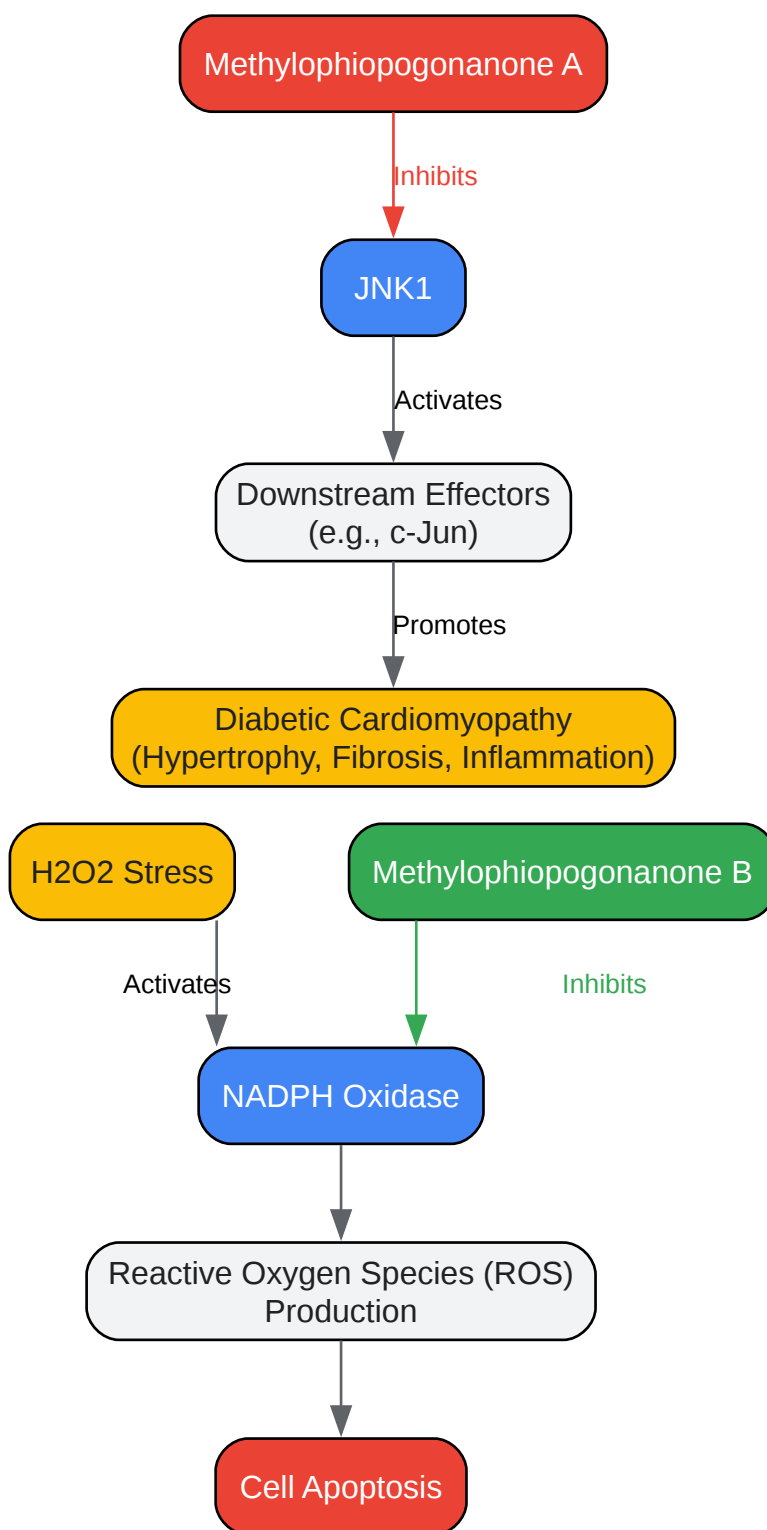 Methylophiopogonanone A
Inhibits
JNK1
Activates
Downstream Effectors
(e.g., c-Jun)
Promotes
Diabetic Cardiomyopathy
(Hypertrophy, Fibrosis, Inflammation)
H2O2 Stress
Methylophiopogonanone B
Activates
Inhibits
NADPH Oxidase
Reactive Oxygen Species (ROS)
Production
Cell Apoptosis